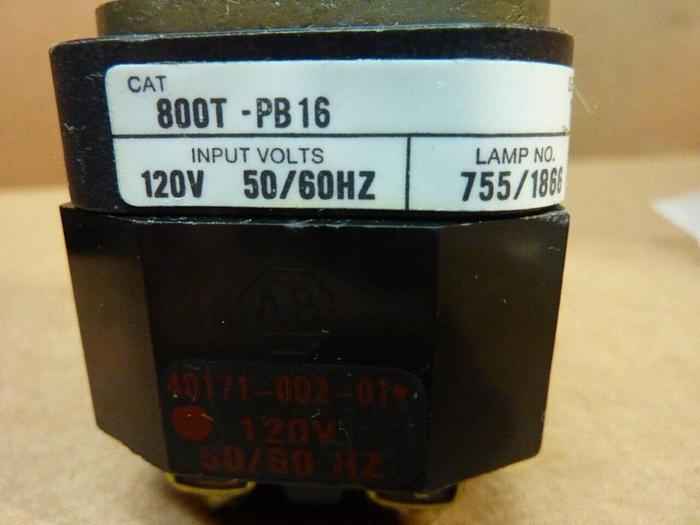 CAT
800T -PB16
INPUT VOLTS
120V 50/60HZ
LAMP NO.
755/1866
A-B
40171-002-01
120V
50/60 HZ